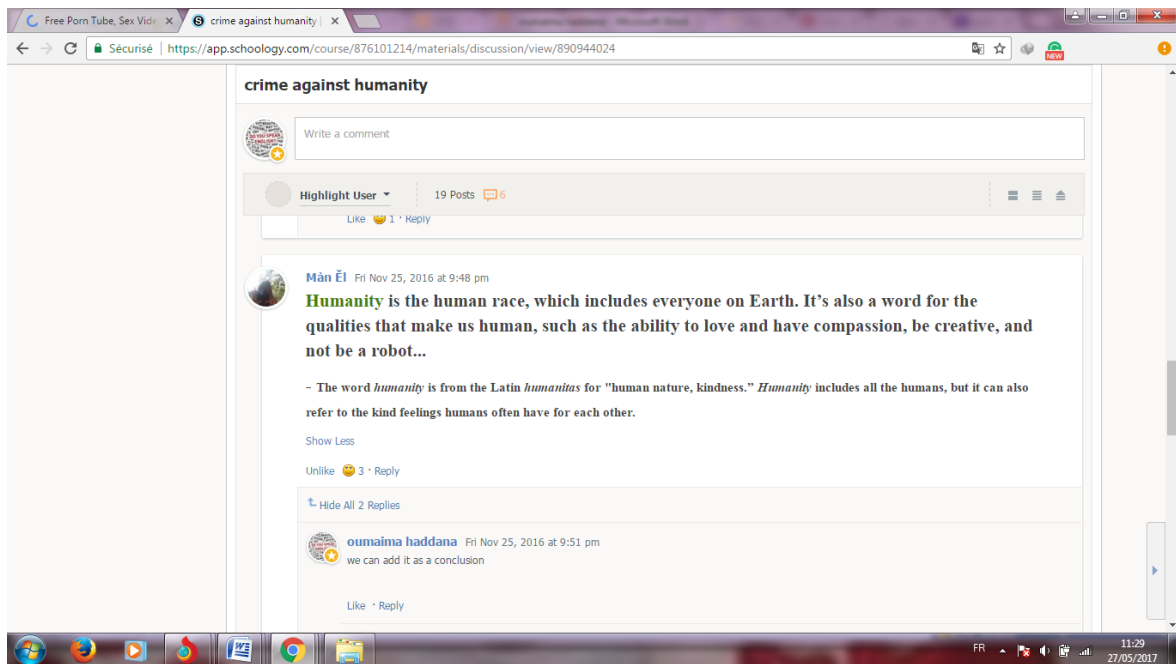 Free Porn Tube, Sex Vide
crime against humanity |
Sécurisé | https://app.schoology.com/course/876101214/materials/discussion/view/890944024
NEW
crime against humanity
Write a comment
Highlight User 19 Posts 6
Like 1 · Reply
Màn Ěl Fri Nov 25, 2016 at 9:48 pm
Humanity is the human race, which includes everyone on Earth. It’s also a word for the
qualities that make us human, such as the ability to love and have compassion, be creative, and
not be a robot...
– The word humanity is from the Latin humanitas for "human nature, kindness.” Humanity includes all the humans, but it can also
refer to the kind feelings humans often have for each other.
Show Less
Unlike 3 · Reply
Hide All 2 Replies
oumaima haddana Fri Nov 25, 2016 at 9:51 pm
we can add it as a conclusion
Like · Reply
FR 11:29
27/05/2017